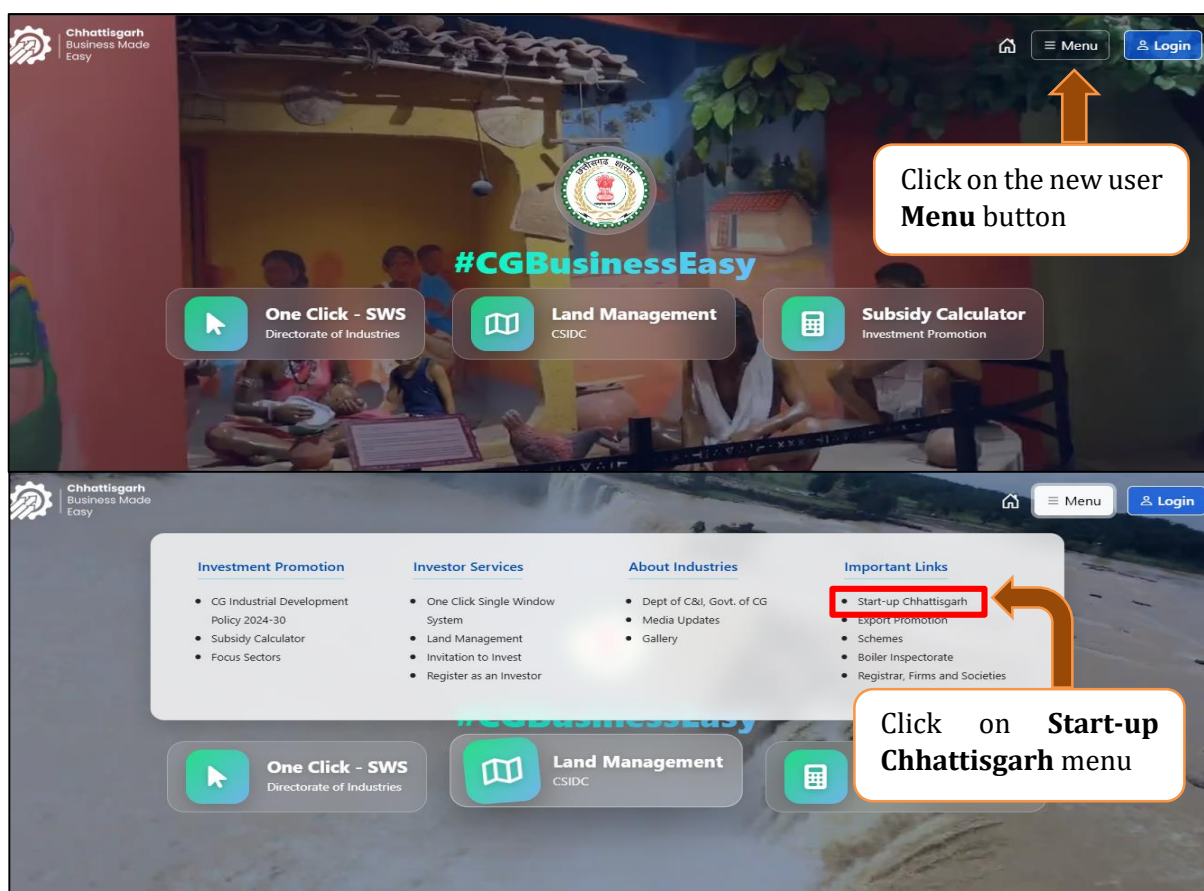 Chhattisgarh
Business Made
Easy
Menu
Login
Click on the new user
Menu button
छत्तीसगढ़ शासन
#CGBusinessEasy
One Click - SWS
Directorate of Industries
Land Management
CSIDC
Subsidy Calculator
Investment Promotion
Chhattisgarh
Business Made
Easy
Menu
Login
Investment Promotion
CG Industrial Development
Policy 2024-30
Subsidy Calculator
Focus Sectors
Investor Services
One Click Single Window
System
Land Management
Invitation to Invest
Register as an Investor
About Industries
Dept of C&I, Govt. of CG
Media Updates
Gallery
Important Links
Start-up Chhattisgarh
Export Promotion
Schemes
Boiler Inspectorate
Registrar, Firms and Societies
Click on Start-up
Chhattisgarh menu
#CGBusinessEasy
One Click - SWS
Directorate of Industries
Land Management
CSIDC